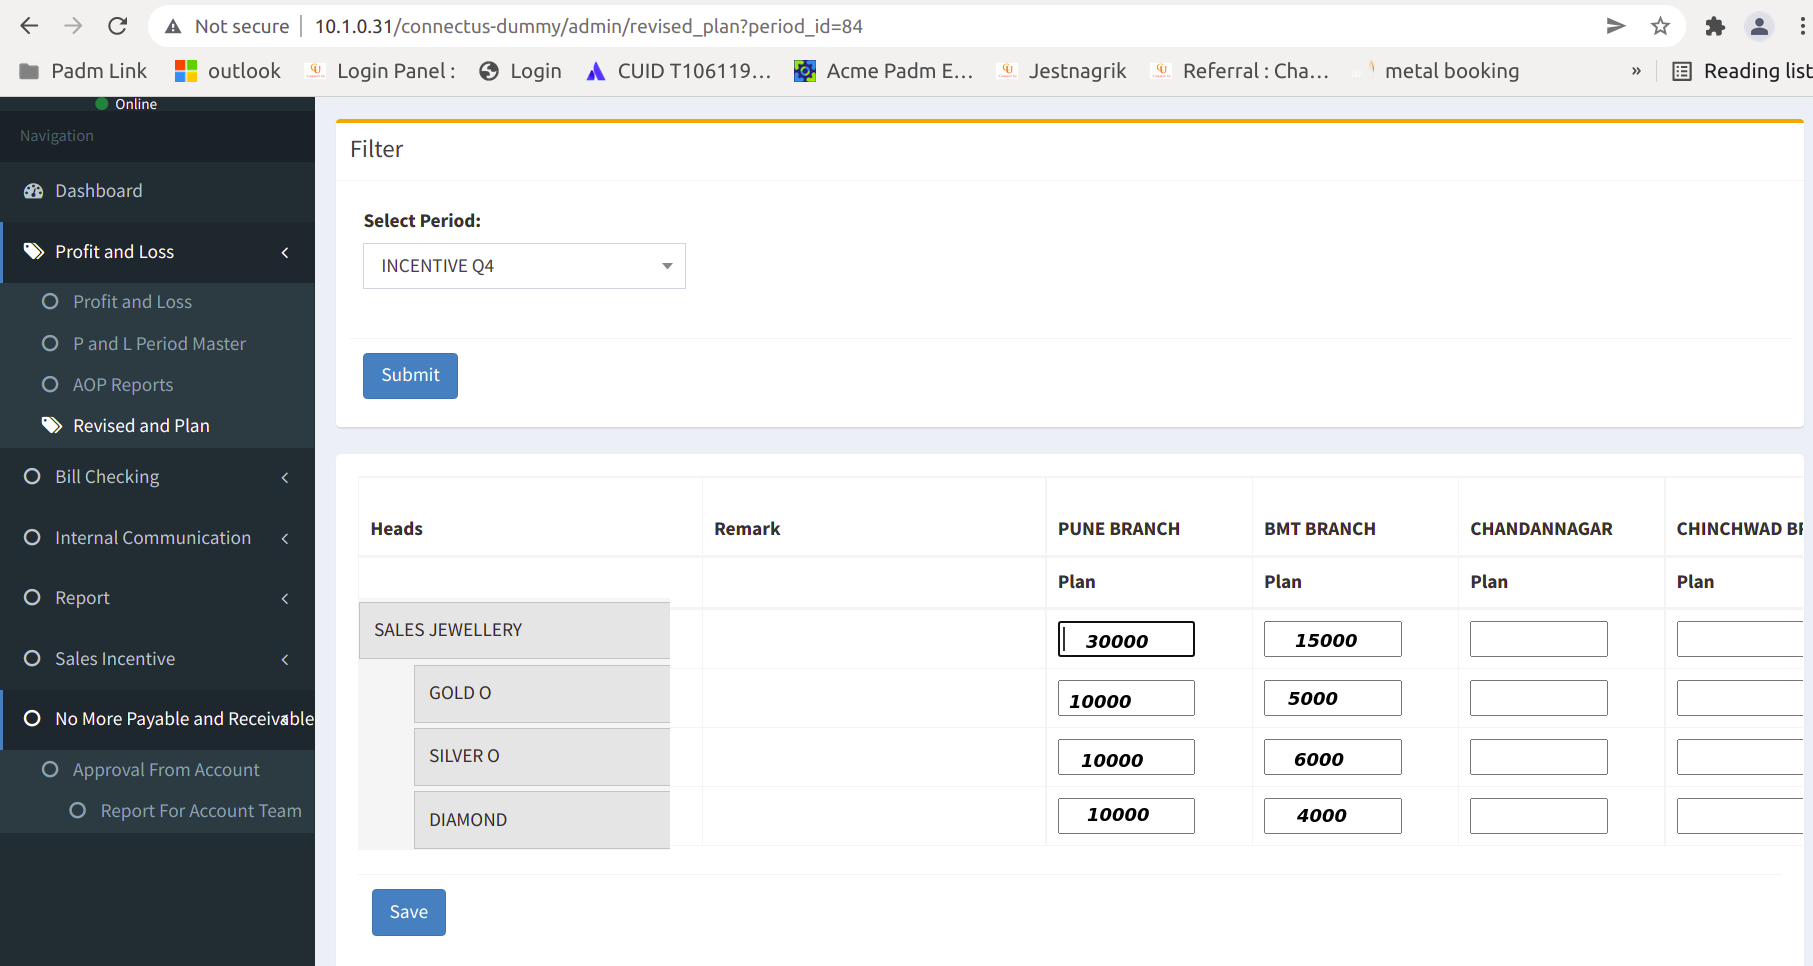 Not secure 10.1.0.31/connectus-dummy/admin/revised_plan?period_id=84
Padm Link outlook Login Panel : Login CUID T106119... Acme Padm E... Jestnagrik Referral : Cha... metal booking » Reading list
Online
Navigation
Dashboard
Profit and Loss
Profit and Loss
P and L Period Master
AOP Reports
Revised and Plan
Bill Checking
Internal Communication
Report
Sales Incentive
No More Payable and Receivable
Approval From Account
Report For Account Team
Filter
Select Period:
INCENTIVE Q4
Submit
Heads Remark PUNE BRANCH BMT BRANCH CHANDANNAGAR CHINCHWAD
Plan Plan Plan Plan
SALES JEWELLERY 30000 15000
GOLD O 10000 5000
SILVER O 10000 6000
DIAMOND 10000 4000
Save